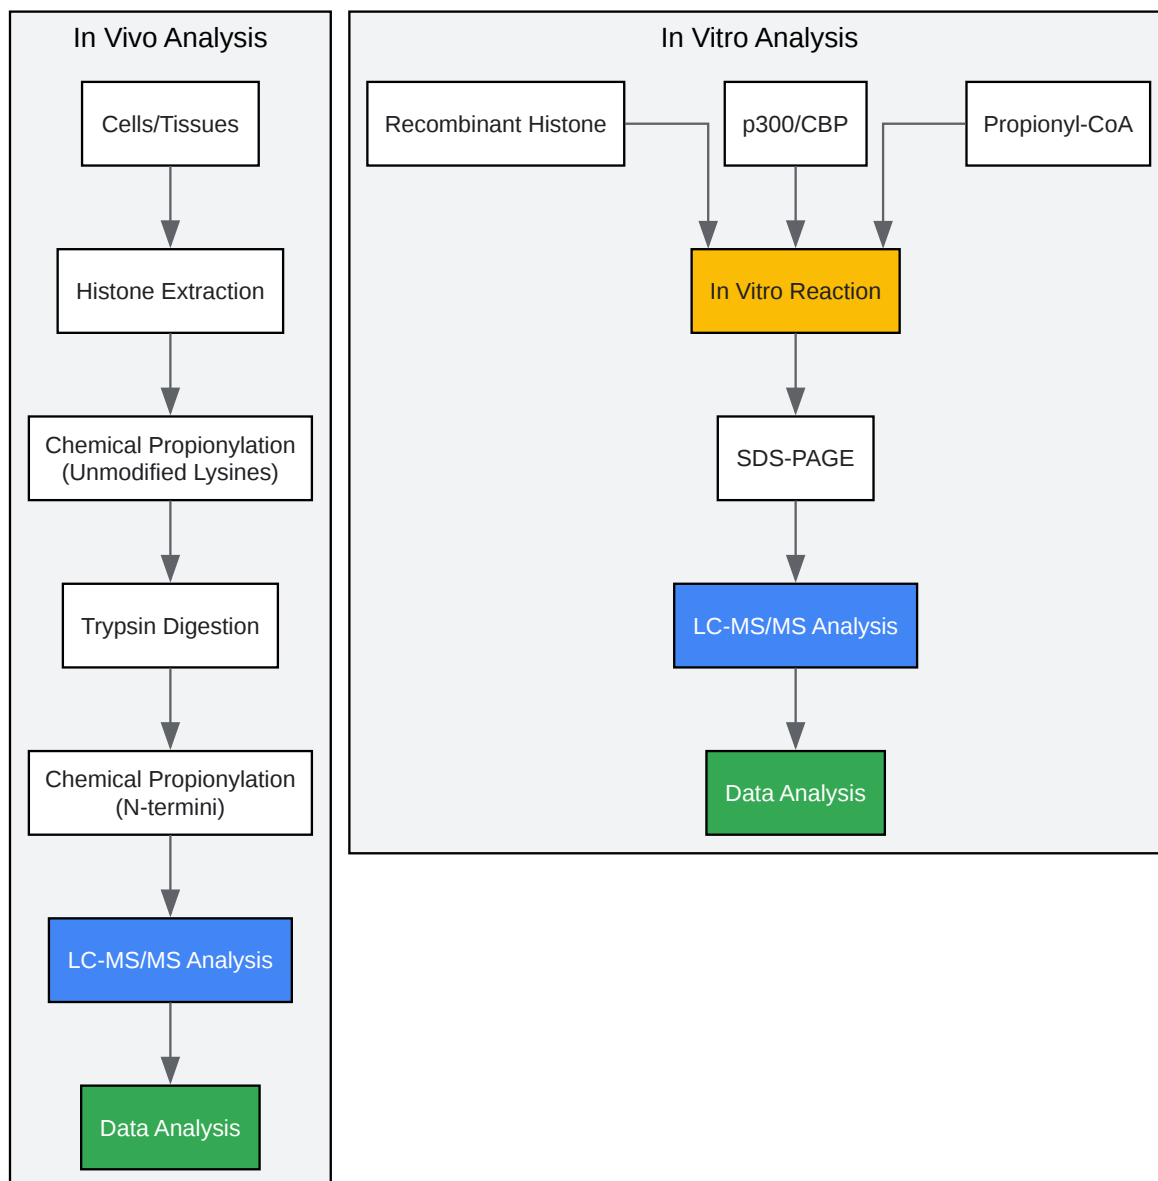 In Vivo Analysis
Cells/Tissues
Histone Extraction
Chemical Propionylation
(Unmodified Lysines)
Trypsin Digestion
Chemical Propionylation
(N-termini)
LC-MS/MS Analysis
Data Analysis
In Vitro Analysis
Recombinant Histone
p300/CBP
Propionyl-CoA
In Vitro Reaction
SDS-PAGE
LC-MS/MS Analysis
Data Analysis